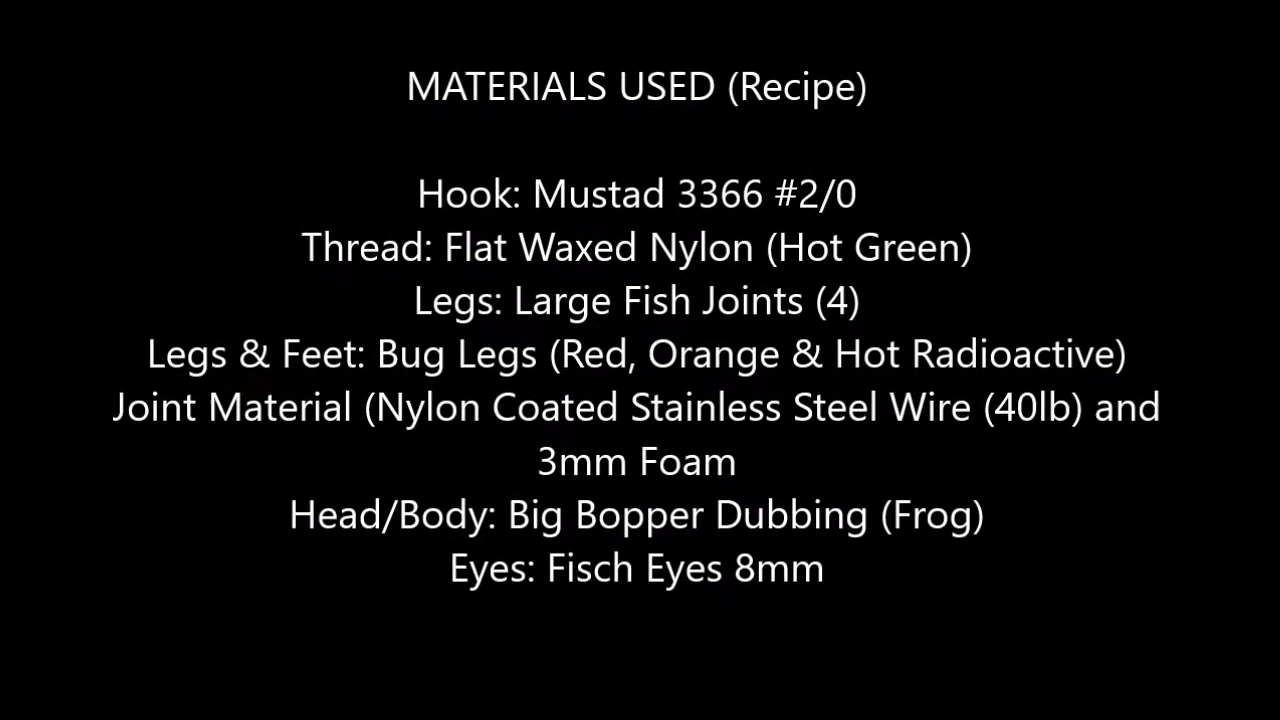 MATERIALS USED (Recipe)
Hook: Mustad 3366 #2/0
Thread: Flat Waxed Nylon (Hot Green)
Legs: Large Fish Joints (4)
Legs & Feet: Bug Legs (Red, Orange & Hot Radioactive)
Joint Material (Nylon Coated Stainless Steel Wire (40lb) and
3mm Foam
Head/Body: Big Bopper Dubbing (Frog)
Eyes: Fisch Eyes 8mm